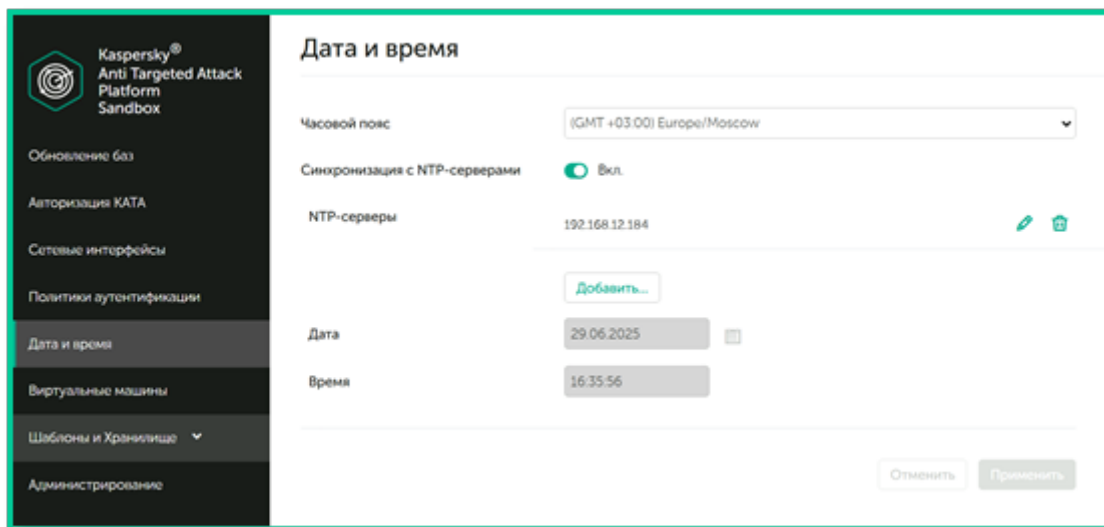 Kaspersky®
Anti Targeted Attack
Platform
Sandbox
Обновление баз
Авторизация КАТА
Сетевые интерфейсы
Политики аутентификации
Дата и время
Виртуальные машины
Шаблоны и Хранилище
Администрирование
Дата и время
Часовой пояс
(GMT +03:00) Europe/Moscow
Синхронизация с NTP-серверами
Вкл.
NTP-серверы
192.168.12.184
Добавить...
Дата
29.06.2025
Время
16:35:56
Отменить
Применить